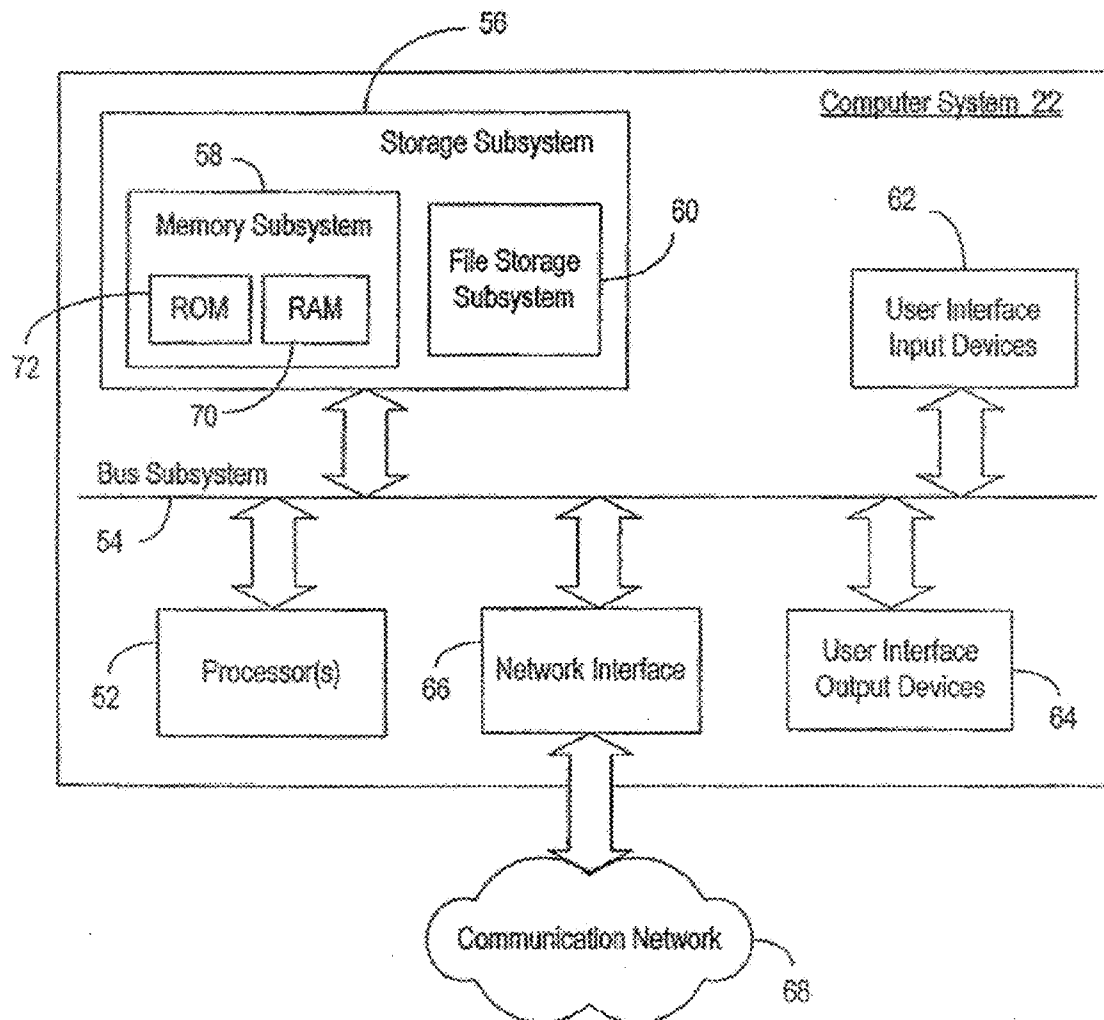 56
Computer System 22
Storage Subsystem
58
Memory Subsystem
ROM
RAM
72
70
File Storage
Subsystem
60
62
User Interface
Input Devices
Bus Subsystem
54
Processor(s)
52
Network Interface
66
User Interface
Output Devices
64
Communication Network
68